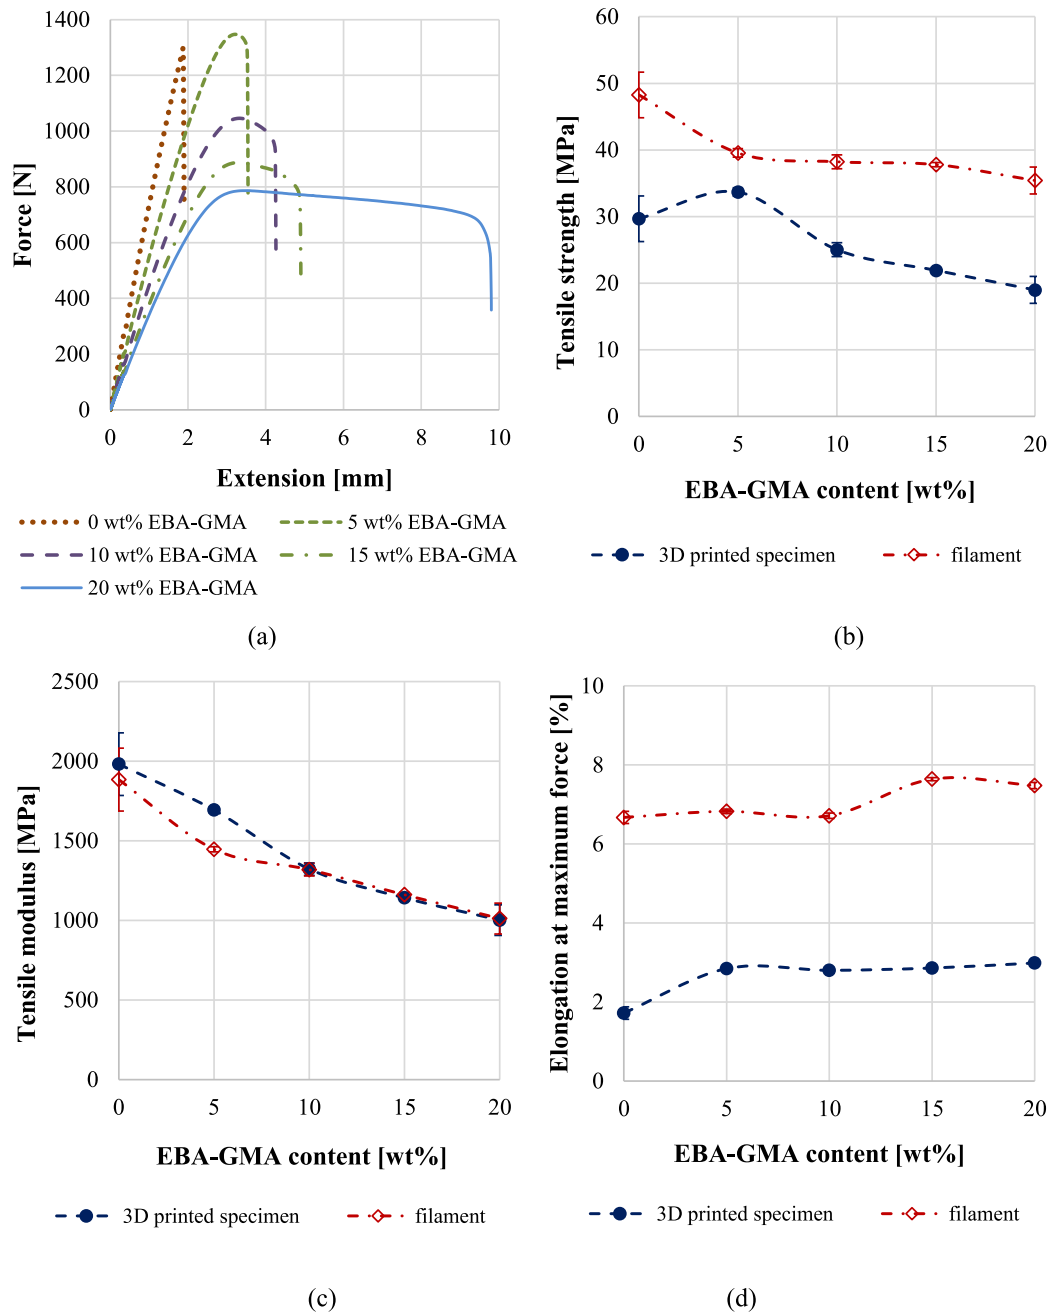 Force [N]
1400
1200
1000
800
600
400
200
0
0 2 4 6 8 10
Extension [mm]
0 wt% EBA-GMA 5 wt% EBA-GMA
10 wt% EBA-GMA 15 wt% EBA-GMA
20 wt% EBA-GMA
(a)
Tensile strength [MPa]
60
50
40
30
20
10
0
0 5 10 15 20
EBA-GMA content [wt%]
3D printed specimen filament
(b)
Tensile modulus [MPa]
2500
2000
1500
1000
500
0
0 5 10 15 20
EBA-GMA content [wt%]
3D printed specimen filament
(c)
Elongation at maximum force [%]
10
8
6
4
2
0
0 5 10 15 20
EBA-GMA content [wt%]
3D printed specimen filament
(d)